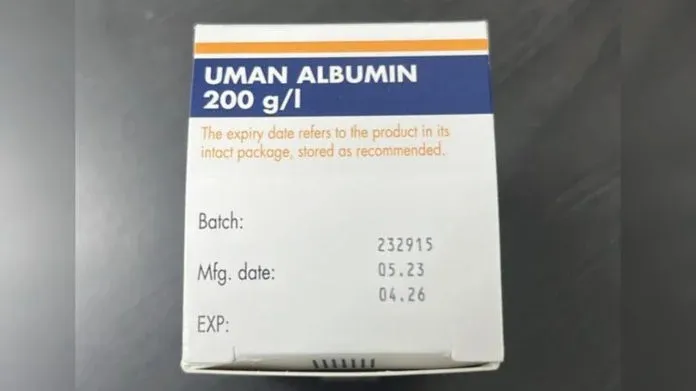 UMAN ALBUMIN
200 g/l
The expiry date refers to the product in its
intact package, stored as recommended.
Batch:
232915
Mfg. date:
05.23
04.26
EXP: